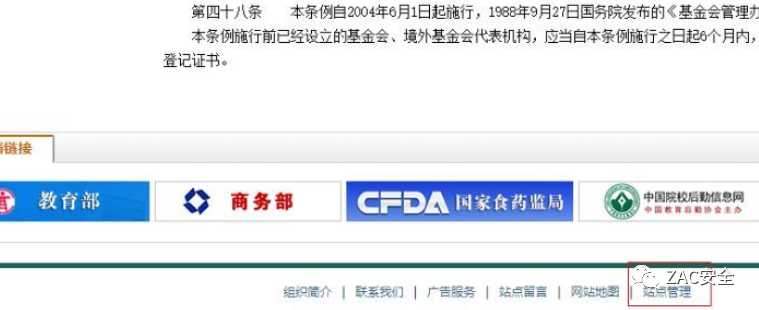 第四十八条 本条例自2004年6月1日起施行，1988年9月27日国务院发布的《基金会管理办
本条例施行前已经设立的基金会、境外基金会代表机构，应当自本条例施行之日起6个月内，
登记证书。
情链接
教育部 商务部 CFDA 国家食药监局 中国院校后勤信息网
中国教育后勤协会主办
ZAC安全
组织简介 | 联系我们 | 广告服务 | 站点留言 | 网站地图 | 站点管理